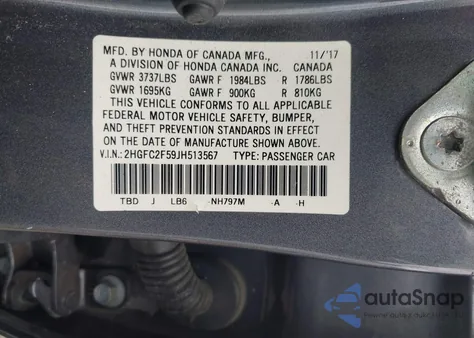 MFD. BY HONDA OF CANADA MFG., 11/'17
A DIVISION OF HONDA CANADA INC. CANADA
GVWR 3737LBS GAWR F 1984LBS R 1786LBS
GVWR 1695KG GAWR F 900KG R 810KG
THIS VEHICLE CONFORMS TO ALL APPLICABLE
FEDERAL MOTOR VEHICLE SAFETY, BUMPER,
AND THEFT PREVENTION STANDARDS IN EFFECT
ON THE DATE OF MANUFACTURE SHOWN ABOVE.
V.I.N.: 2HGFC2F59JH513567 TYPE: PASSENGER CAR
TBD J LB6 NH797M -A -H
autoSnap